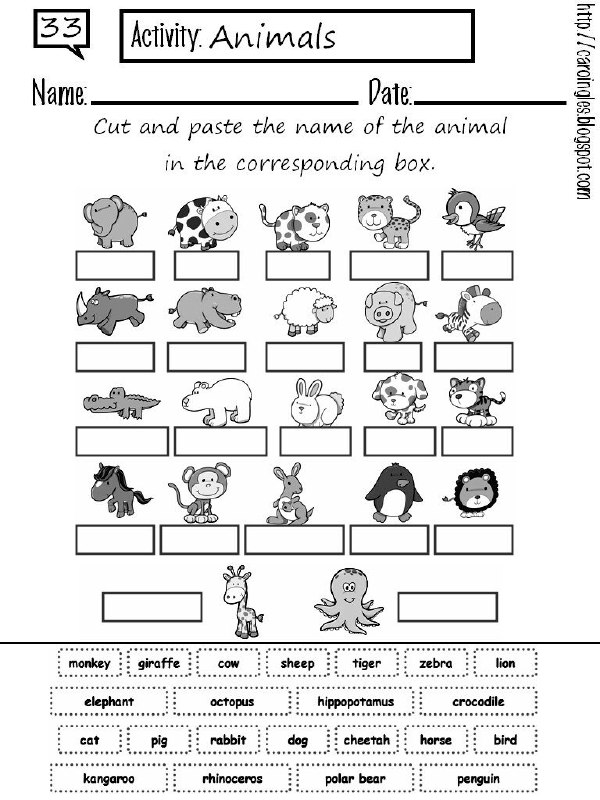 33
Activity: Animals
http://caroingles.blogspot.com
Name: Date:
Cut and paste the name of the animal
in the corresponding box.
monkey giraffe cow sheep tiger zebra lion
elephant octopus hippopotamus crocodile
cat pig rabbit dog cheetah horse bird
kangaroo rhinoceros polar bear penguin